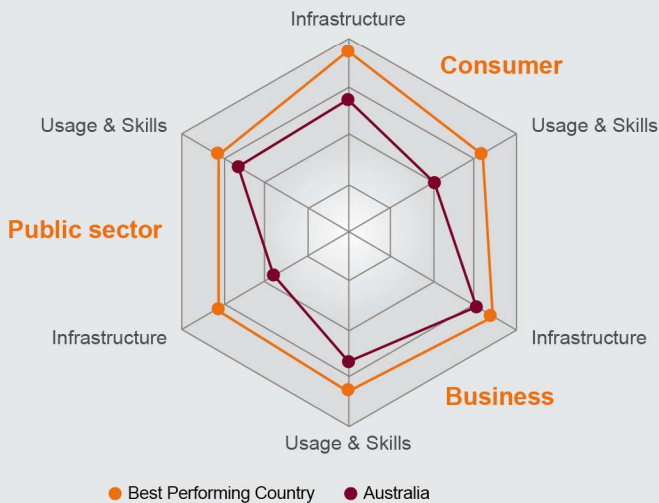 Infrastructure
Consumer
Usage & Skills
Usage & Skills
Public sector
Infrastructure
Infrastructure
Business
Usage & Skills
Best Performing Country
Australia